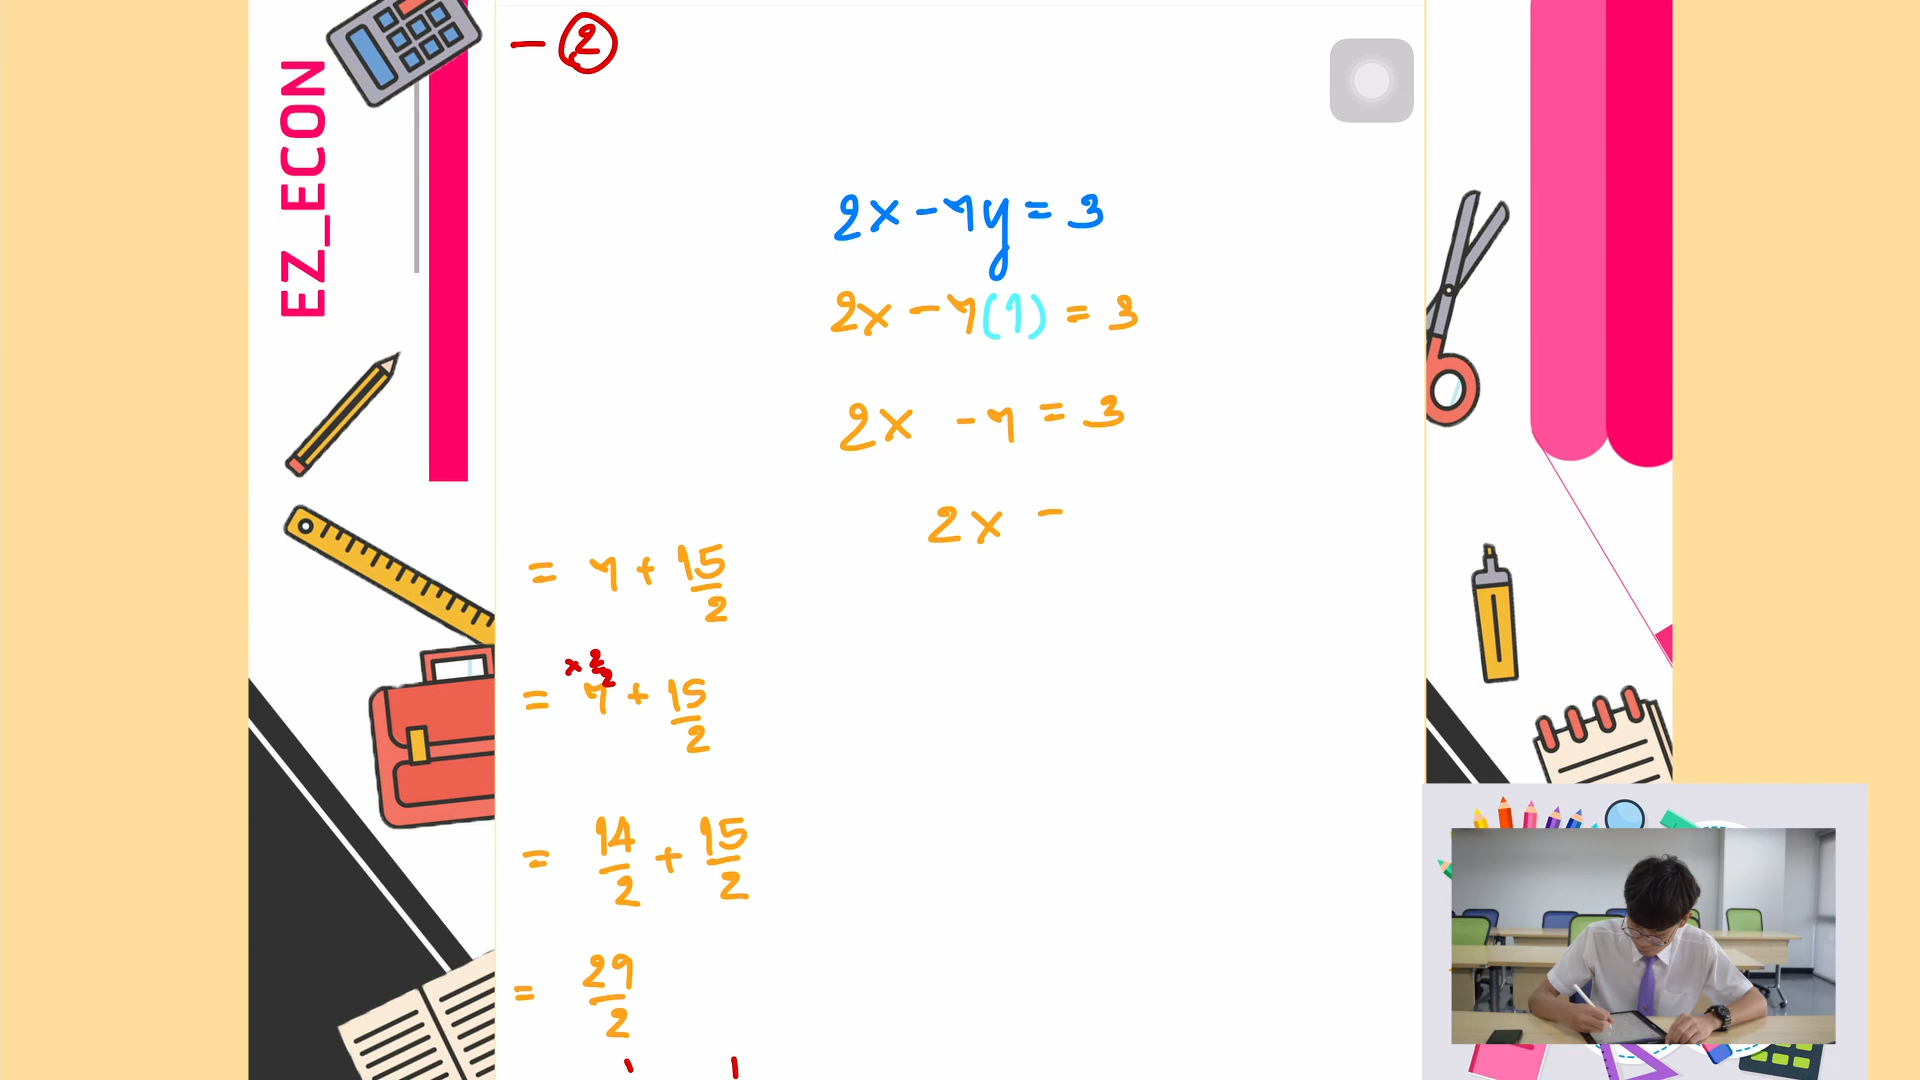 EZ_ECON
- ②
2x - 7y = 3
2x - 7(1) = 3
2x - 7 = 3
2x =
= 7 + 15/2
= 7 × 2/2 + 15/2
= 14/2 + 15/2
= 29/2